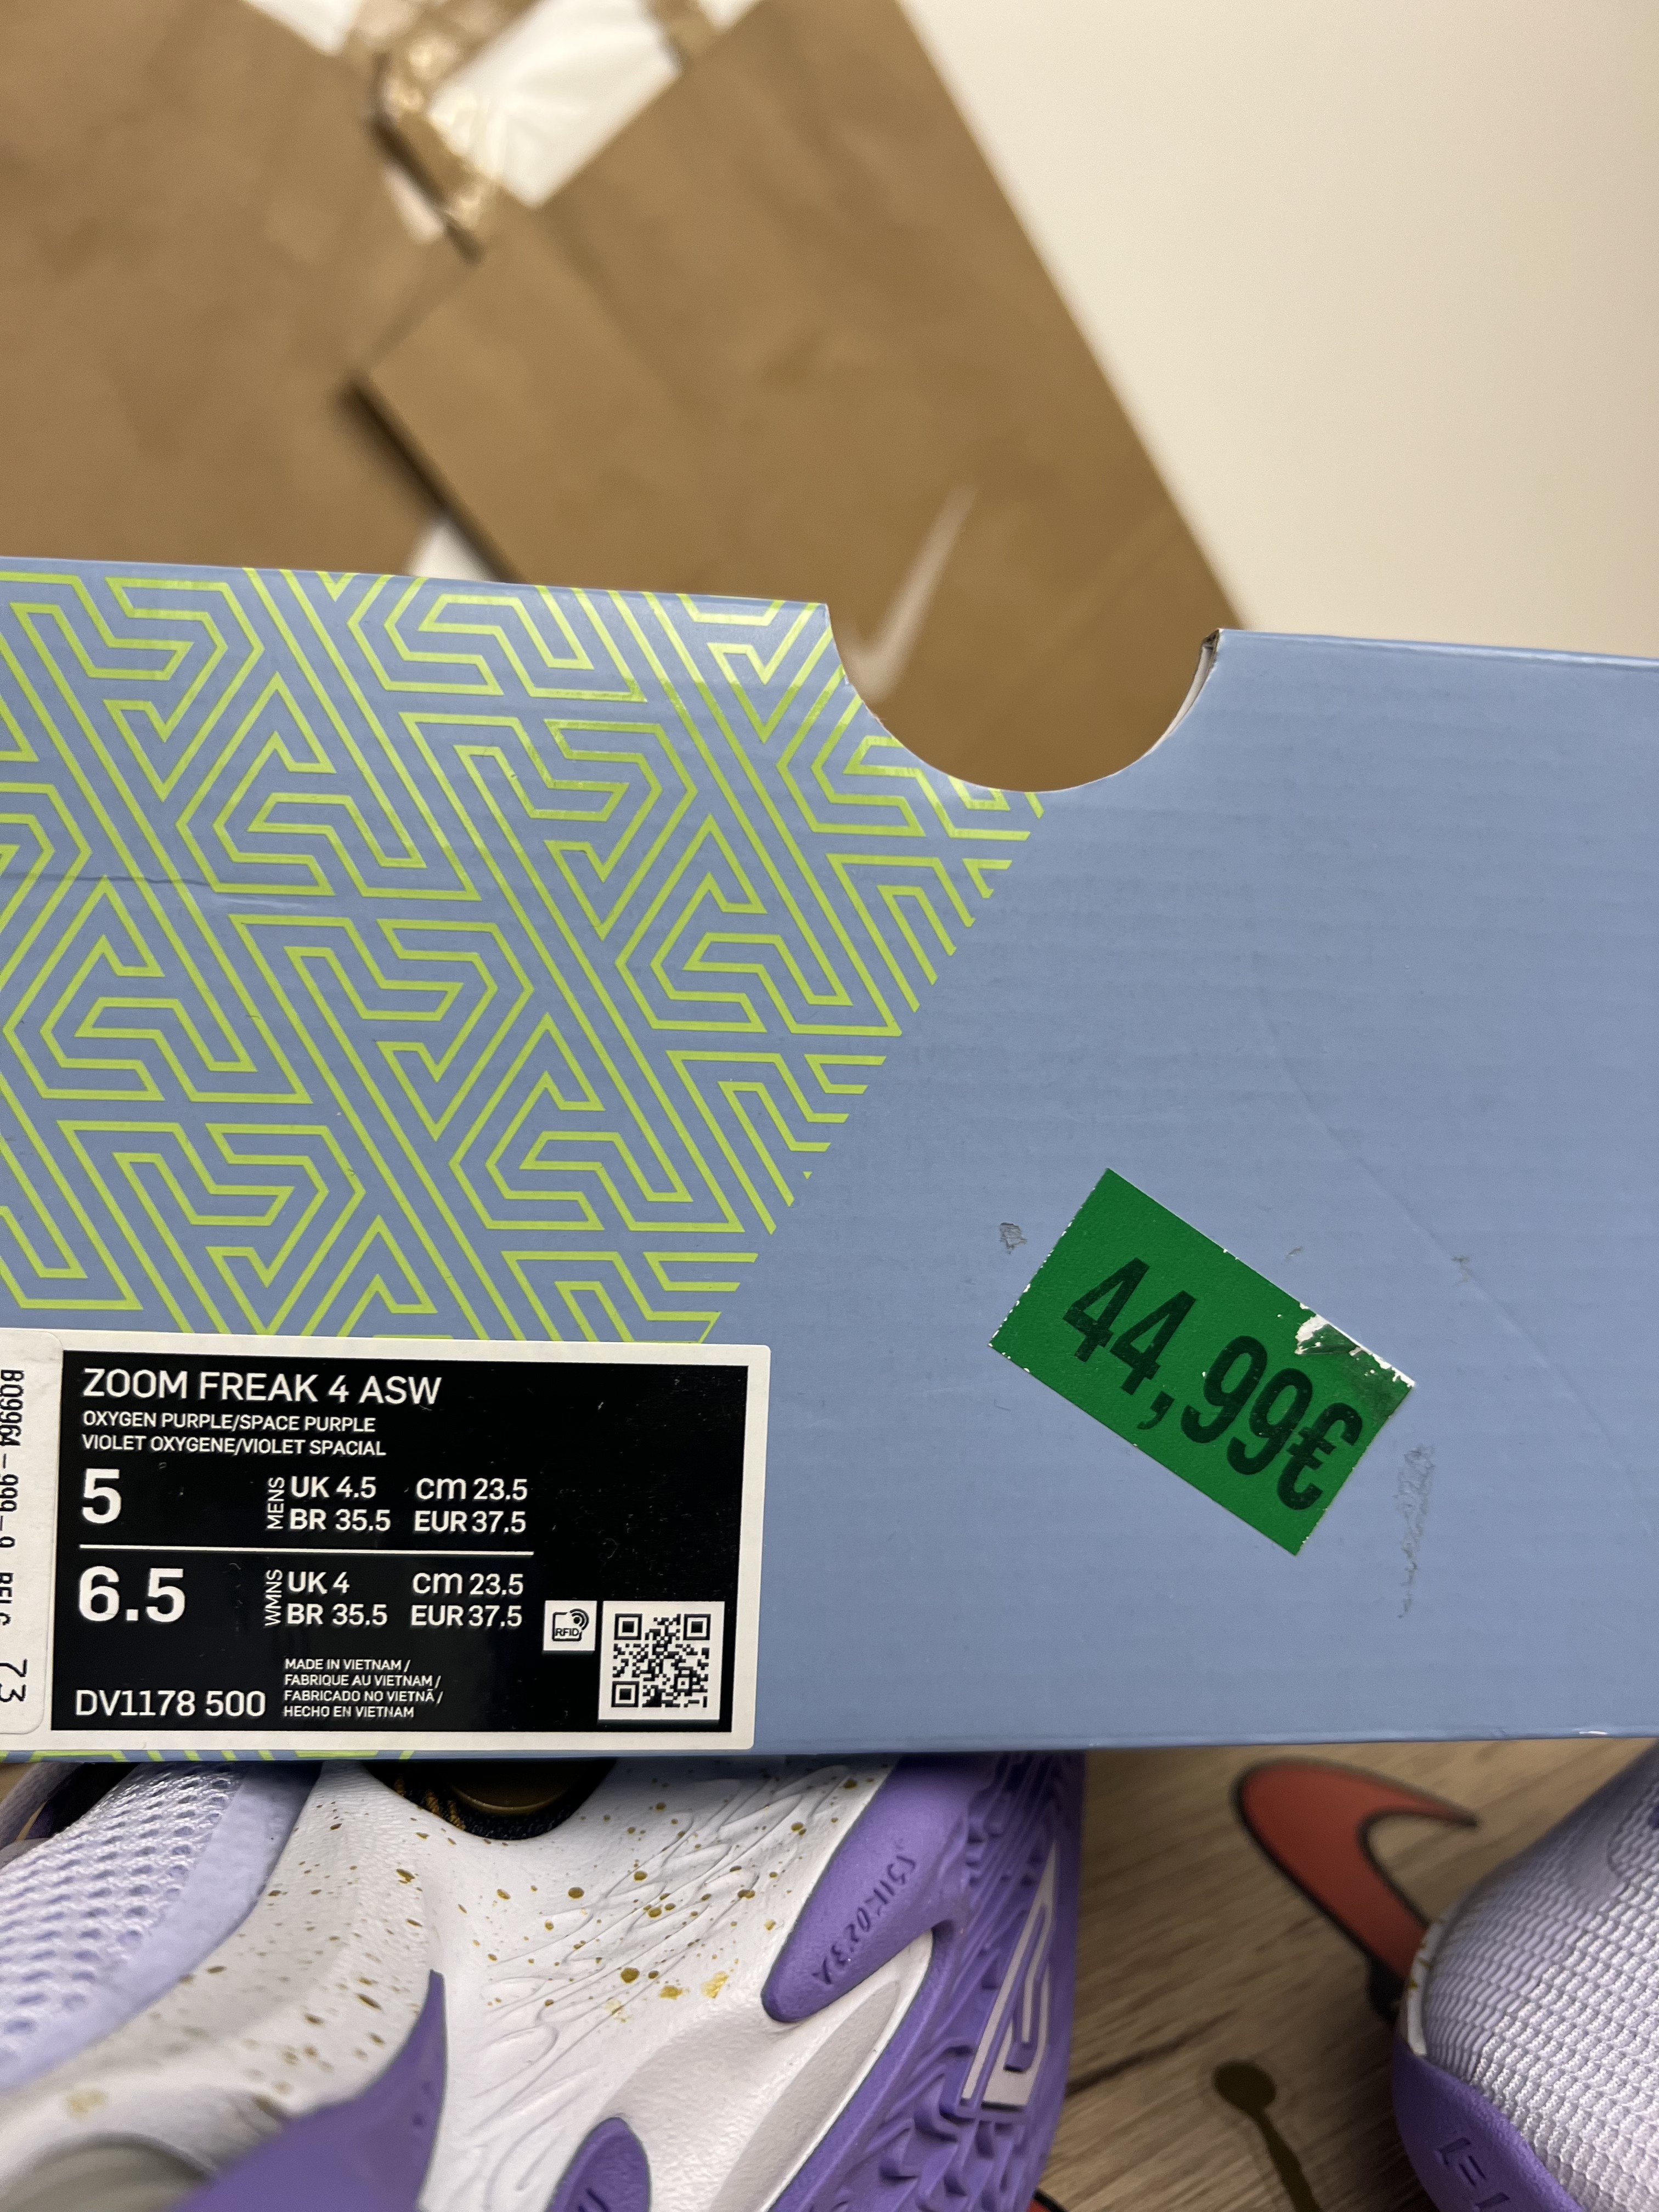 44,99€
ZOOM FREAK 4 ASW
OXYGEN PURPLE/SPACE PURPLE
VIOLET OXYGENE/VIOLET SPACIAL
5
MENS
UK 4.5 cm 23.5
BR 35.5 EUR 37.5
6.5
WMNS
UK 4 cm 23.5
BR 35.5 EUR 37.5
RFID
DV1178 500
MADE IN VIETNAM /
FABRIQUE AU VIETNAM /
FABRICADO NO VIETNÃ /
HECHO EN VIETNAM
73